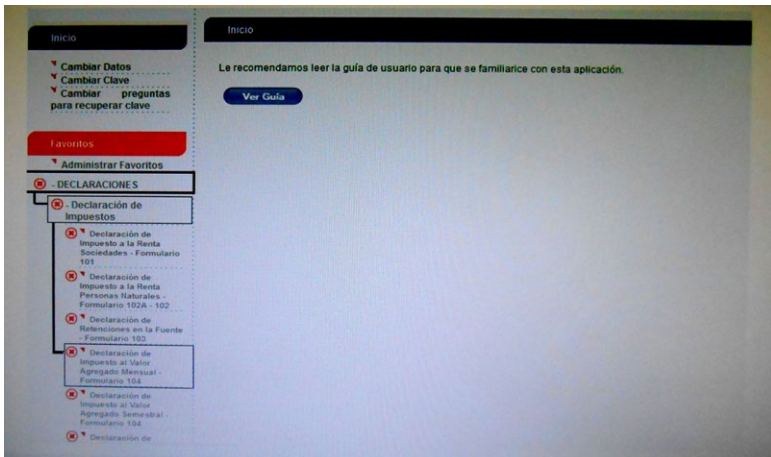 Inicio
Cambiar Datos
Cambiar Clave
Cambiar preguntas
para recuperar clave
Favoritos
Administrar Favoritos
- DECLARACIONES
- Declaración de
Impuestos
Declaración de
Impuesto a la Renta
Sociedades - Formulario
101
Declaración de
Impuesto a la Renta
Personas Naturales -
Formulario 102A - 102
Declaración de
Retenciones en la Fuente
- Formulario 103
Declaración de
Impuesto al Valor
Agregado Mensual -
Formulario 104
Declaración de
Impuesto al Valor
Agregado Semestral -
Formulario 104
Declaración de
Inicio
Le recomendamos leer la guía de usuario para que se familiarice con esta aplicación.
Ver Guía